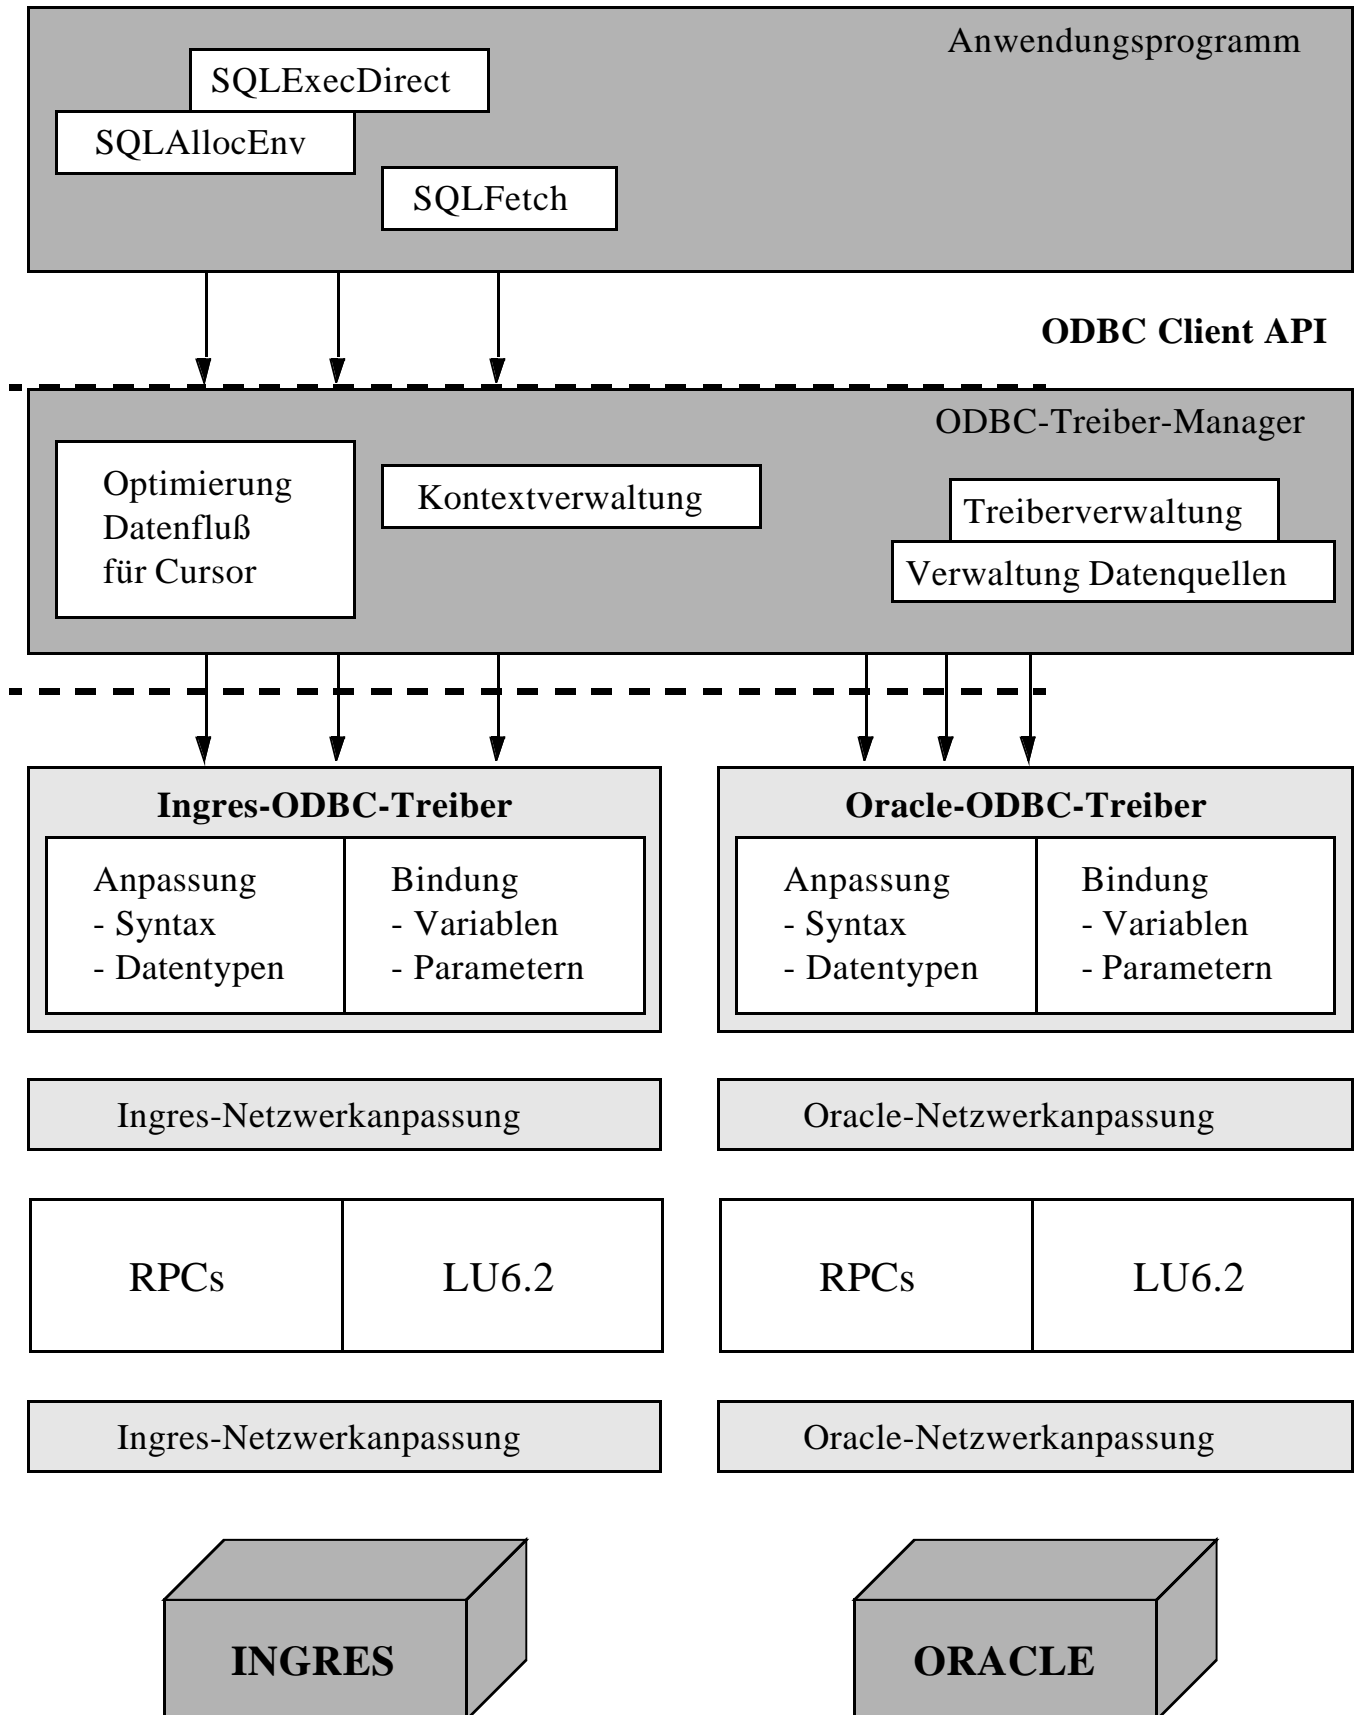 Anwendungsprogramm
SQLExecDirect
SQLAllocEnv
SQLFetch
ODBC Client API
ODBC-Treiber-Manager
Optimierung
Datenfluß
für Cursor
Kontextverwaltung
Treiberverwaltung
Verwaltung Datenquellen
Ingres-ODBC-Treiber
Anpassung
- Syntax
- Datentypen
Bindung
- Variablen
- Parametern
Oracle-ODBC-Treiber
Anpassung
- Syntax
- Datentypen
Bindung
- Variablen
- Parametern
Ingres-Netzwerkanpassung
Oracle-Netzwerkanpassung
RPCs
LU6.2
RPCs
LU6.2
Ingres-Netzwerkanpassung
Oracle-Netzwerkanpassung
INGRES
ORACLE